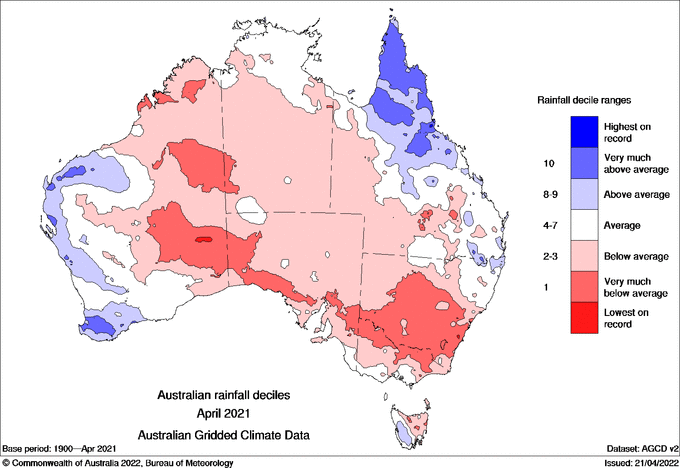 Rainfall decile ranges
Highest on
record
10
Very much
above average
8-9
Above average
4-7
Average
2-3
Below average
1
Very much
below average
Lowest on
record
Australian rainfall deciles
April 2021
Australian Gridded Climate Data
Base period: 1900—Apr 2021
Dataset: AGCD v2
© Commonwealth of Australia 2022, Bureau of Meteorology
Issued: 21/04/2022